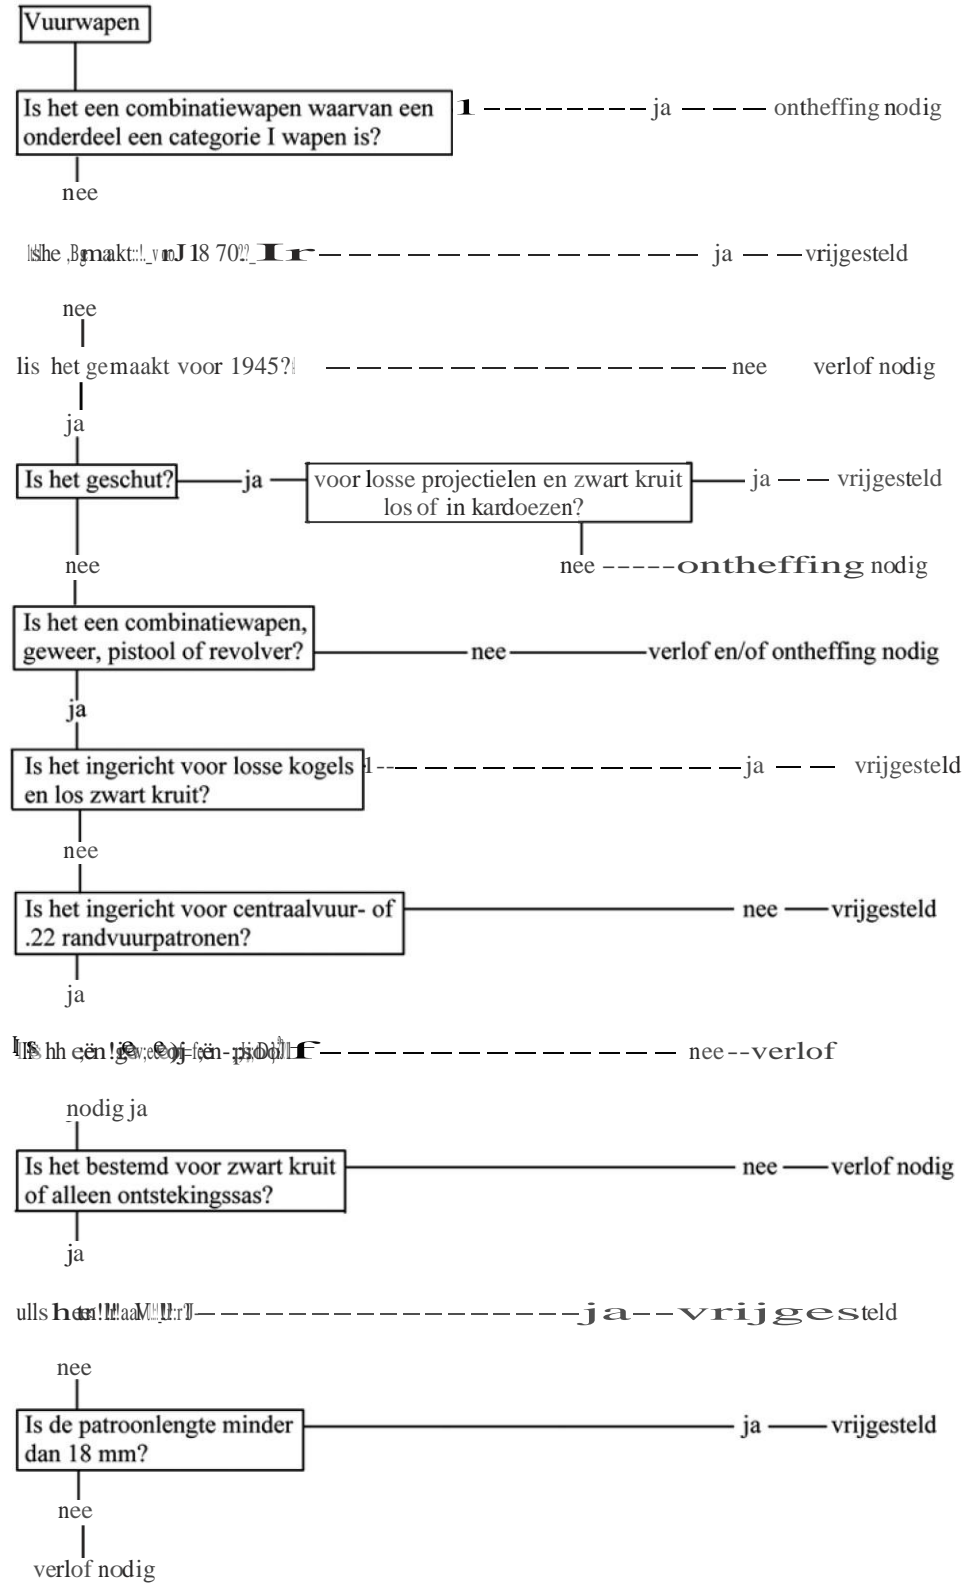 Vuurwapen
Is het een combinatiewapen waarvan een
onderdeel een categorie I wapen is?
1 ja ontheffing nodig
nee
18 70 ja vrijgesteld
nee
lis het gemaakt voor 1945? nee verlof nodig
ja
Is het geschut? ja voor losse projectielen en zwart kruit
los of in kardoezen? ja vrijgesteld
nee nee ontheffing nodig
Is het een combinatiewapen,
geweer, pistool of revolver? nee verlof en/of ontheffing nodig
ja
Is het ingericht voor losse kogels
en los zwart kruit? ja vrijgesteld
nee
Is het ingericht voor centraalvuur- of
.22 randvuurpatronen? nee vrijgesteld
ja
nee--verlof
nodig ja
Is het bestemd voor zwart kruit
of alleen ontstekingssas? nee verlof nodig
ja
ulls ja--vrijgesteld
nee
Is de patroonlengte minder
dan 18 mm? ja vrijgesteld
nee
verlof nodig